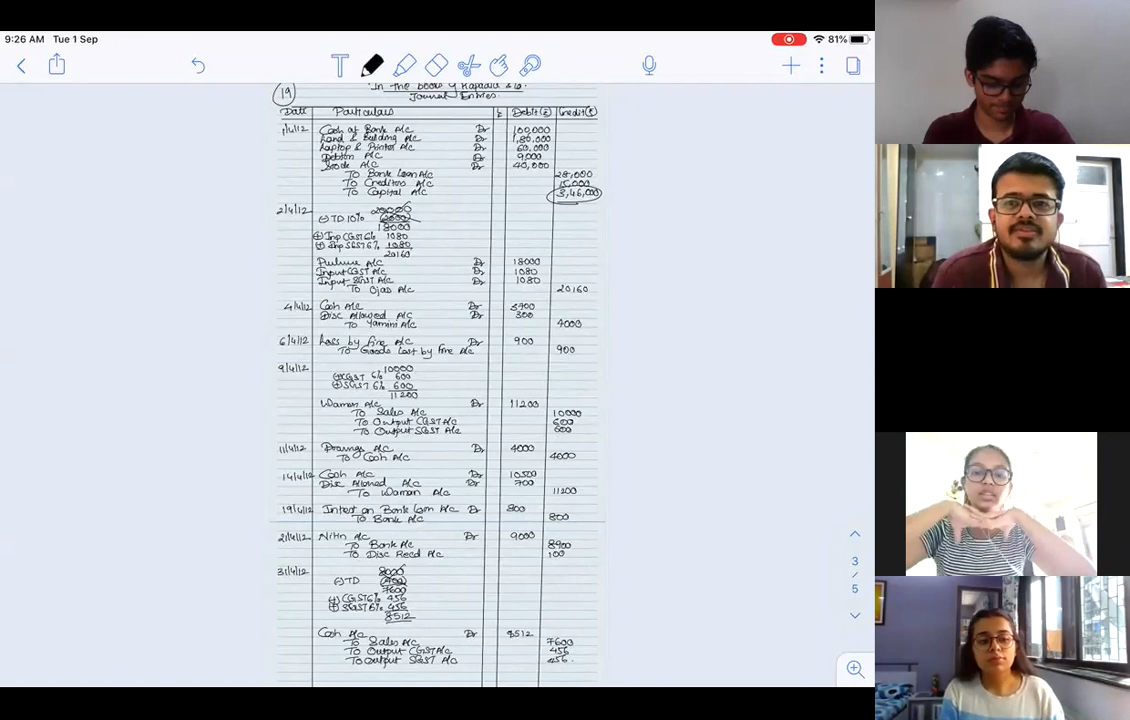 9:26 AM Tue 1 Sep
81%
19
In the books of Kapadia & Co
Journal Entries.
Date Particulars Debit(₹) Credit(₹)
1/4/12 Cash at Bank A/c Dr 100,000
Land & Building A/c Dr 1,80,000
Laptop & Printer A/c Dr 60,000
Debtors A/c Dr 9,000
Stock A/c Dr 40,000
To Bank Loan A/c 28,000
To Creditors A/c 15,000
To Capital A/c 3,46,000
2/4/12 20000
(-) TD 10% (2000)
18000
(+) Inp CGST 6% 1080
(+) Inp SGST 6% 1080
20160
Purchase A/c Dr 18000
Input CGST A/c Dr 1080
Input SGST A/c Dr 1080
To Ojas A/c 20160
4/4/12 Cash A/c Dr 3700
Disc Allowed A/c Dr 300
To Yamini A/c 4000
6/4/12 Loss by Fire A/c Dr 900
To Goods Lost by Fire A/c 900
9/4/12 10000
(+) CGST 6% 600
(+) SGST 6% 600
11200
Waman A/c Dr 11200
To Sales A/c 10000
To Output CGST A/c 600
To Output SGST A/c 600
11/4/12 Drawings A/c Dr 4000
To Cash A/c 4000
14/4/12 Cash A/c Dr 10500
Disc Allowed A/c Dr 700
To Waman A/c 11200
19/4/12 Interest on Bank Loan A/c Dr 800
To Bank A/c 800
21/4/12 Nitin A/c Dr 9000
To Bank A/c 8900
To Disc Recd A/c 100
31/4/12 8000
(-) TD (400)
7600
(+) CGST 6% 456
(+) SGST 6% 456
8512
Cash A/c Dr 8512
To Sales A/c 7600
To Output CGST A/c 456
To Output SGST A/c 456.
3
/
5